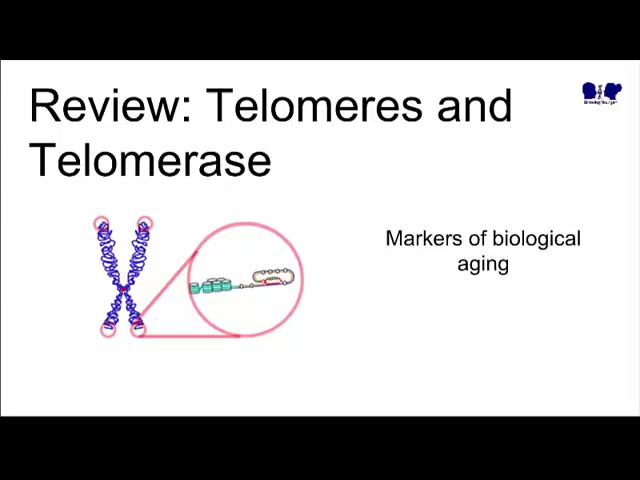 Review: Telomeres and
Telomerase
Markers of biological
aging